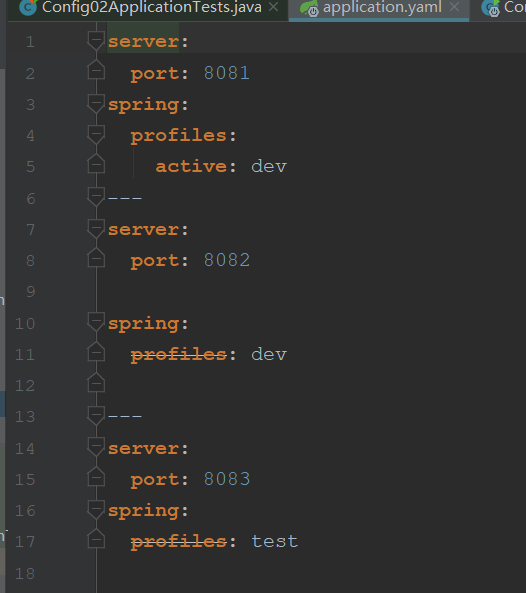 Config02ApplicationTests.java × application.yaml × Co
1 server:
2 port: 8081
3 spring:
4 profiles:
5 active: dev
6 ---
7 server:
8 port: 8082
9
10 spring:
11 profiles: dev
12
13 ---
14 server:
15 port: 8083
16 spring:
17 profiles: test
18